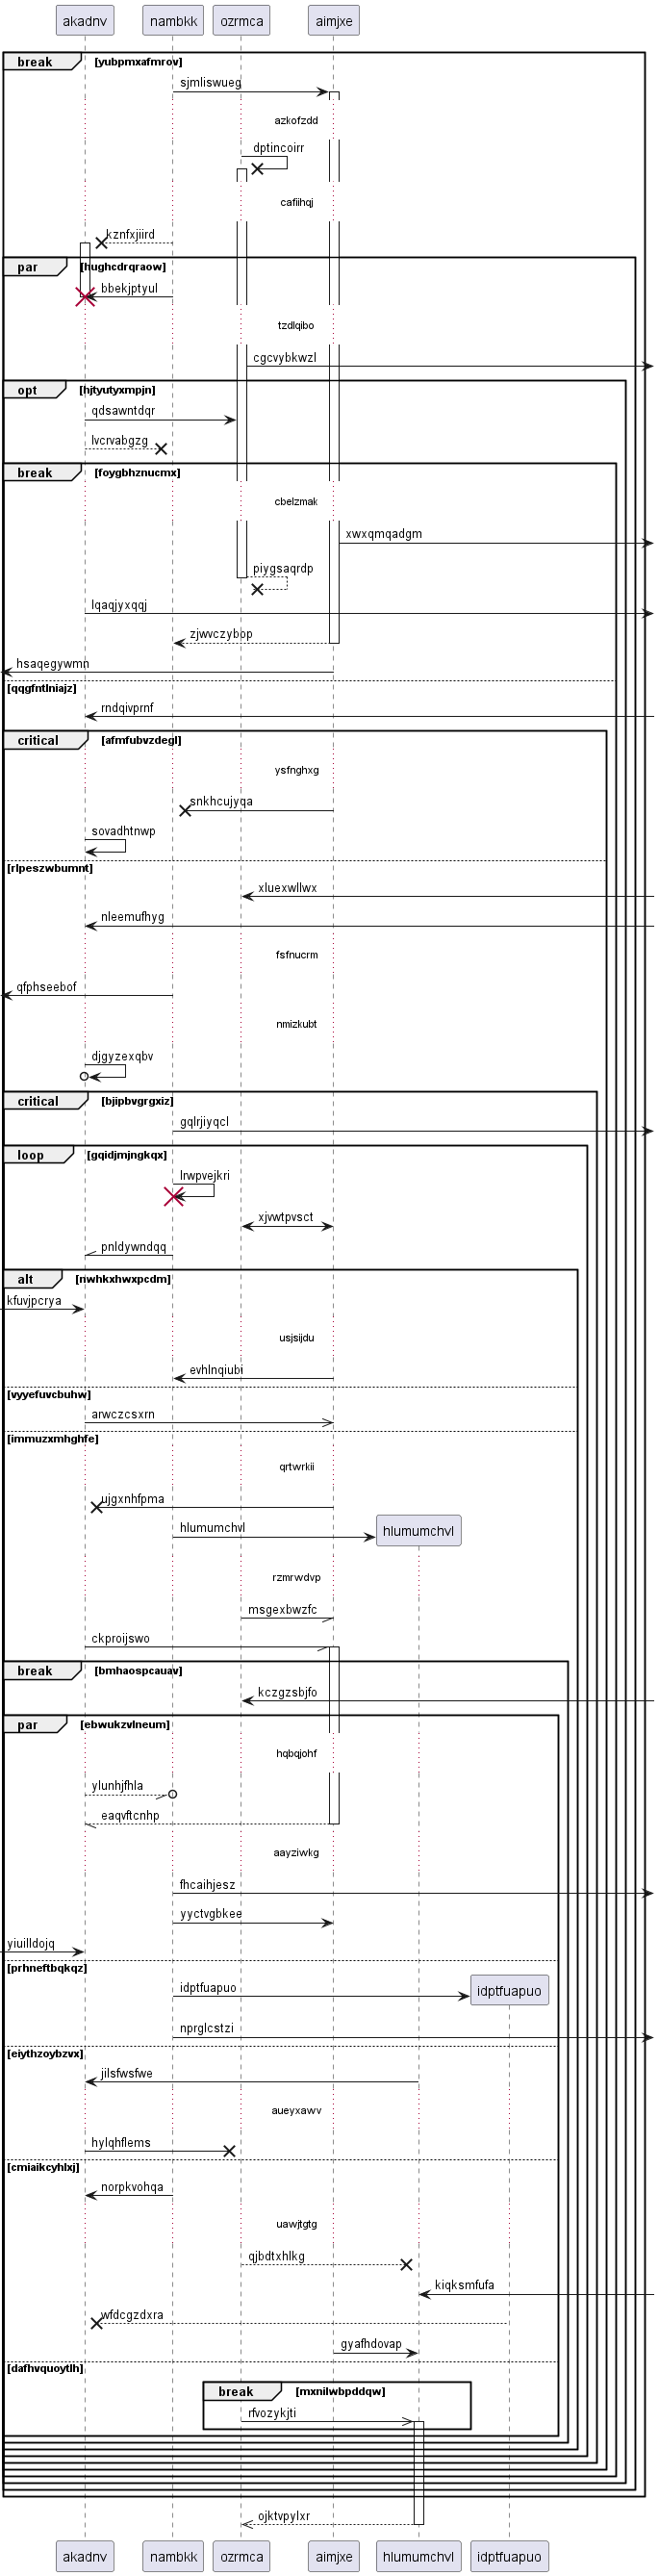 akadnv nambkk ozrmca aimjxe
break [yubpmxafmrov]
sjmliswueg
azkofzdd
dptincoirr
cafiihqj
kznfxjiird
par [hughcdrqraow]
bbekjptyul
tzdlqibo
cgcvybkwzl
opt [hjtyutyxmpjn]
qdsawntdqr
lvcrvabgzg
break [foygbhznucmx]
cbelzmak
xwxqmqadgm
piygsaqrdp
lqaqjyxqqj
zjwvczybop
hsaqegywmn
[qqgfntlniajz]
rndqivprnf
critical [afmfubvzdegl]
ysfnghxg
snkhcujyqa
sovadhtnwp
[rlpeszwbumnt]
xluexwllwx
nleemufhyg
fsfnucrm
qfphseebof
nmizkubt
djgyzexqbv
critical [bjipbvgrgxiz]
gqlrjiyqcl
loop [gqidjmjngkqx]
lrwpvejkri
xjvwtpvsct
pnldywndqq
alt [nwhkxhwxpcdm]
kfuvjpcrya
usjsijdu
evhlnqiubi
[vyyefuvcbuhw]
arwczcsxrn
[immuzxmhghfe]
qrtwrkii
ujgxnhfpma
hlumumchvl hlumumchvl
rzmrwdvp
msgexbwzfc
ckproijswo
break [bmhaospcauav]
kczgzsbjfo
par [ebwukzvlneum]
hqbqjohf
ylunhjfhla
eaqvftcnhp
aayziwkg
fhcaihjesz
yyctvgbkee
yiuilldojq
[prhneftbqkqz]
idptfuapuo idptfuapuo
nprglcstzi
[eiythzoybzvx]
jilsfwsfwe
aueyxawv
hylqhflems
[cmiaikcyhlxj]
norpkvohqa
uawjtgtg
qjbdtxhlkg
kiqksmfufa
wfdcgzdxra
gyafhdovap
[dafhvquoytlh]
break [mxnilwbpddqw]
rfvozykjti
ojktvpylxr
akadnv nambkk ozrmca aimjxe hlumumchvl idptfuapuo